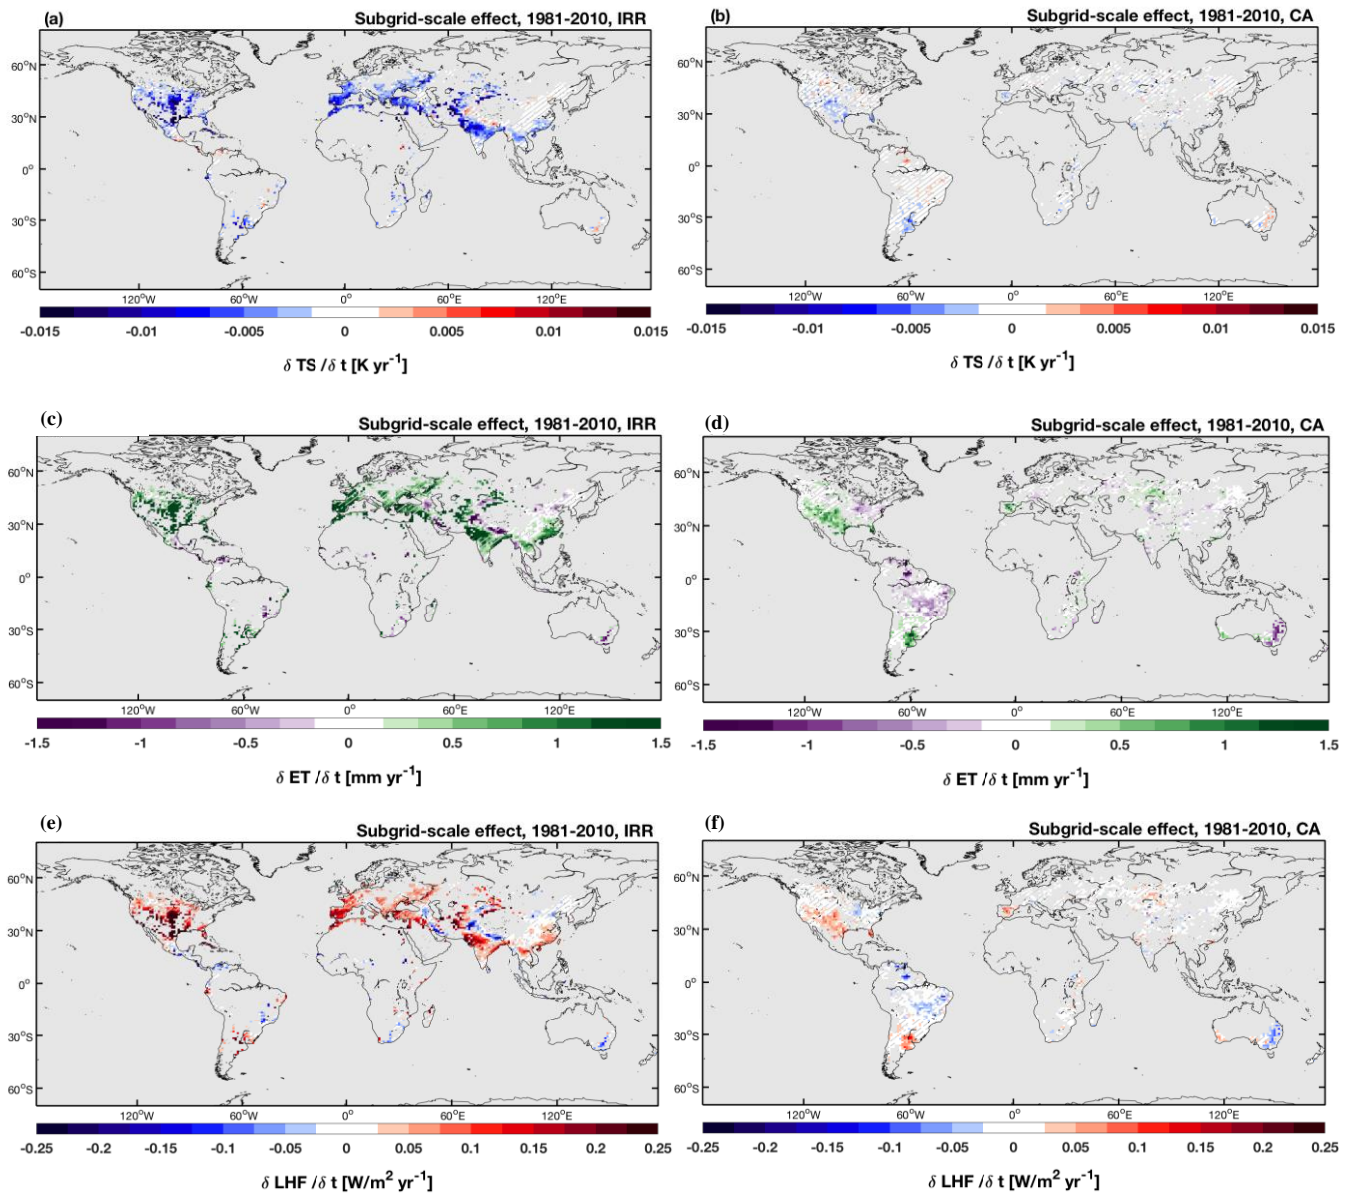 (a) Subgrid-scale effect, 1981-2010, IRR
60°N
30°N
0°
30°S
60°S
120°W 60°W 0° 60°E 120°E
-0.015 -0.01 -0.005 0 0.005 0.01 0.015
δ TS /δ t [K yr⁻¹]
(b) Subgrid-scale effect, 1981-2010, CA
60°N
30°N
0°
30°S
60°S
120°W 60°W 0° 60°E 120°E
-0.015 -0.01 -0.005 0 0.005 0.01 0.015
δ TS /δ t [K yr⁻¹]
(c) Subgrid-scale effect, 1981-2010, IRR
60°N
30°N
0°
30°S
60°S
120°W 60°W 0° 60°E 120°E
-1.5 -1 -0.5 0 0.5 1 1.5
δ ET /δ t [mm yr⁻¹]
(d) Subgrid-scale effect, 1981-2010, CA
60°N
30°N
0°
30°S
60°S
120°W 60°W 0° 60°E 120°E
-1.5 -1 -0.5 0 0.5 1 1.5
δ ET /δ t [mm yr⁻¹]
(e) Subgrid-scale effect, 1981-2010, IRR
60°N
30°N
0°
30°S
60°S
120°W 60°W 0° 60°E 120°E
-0.25 -0.2 -0.15 -0.1 -0.05 0 0.05 0.1 0.15 0.2 0.25
δ LHF /δ t [W/m² yr⁻¹]
(f) Subgrid-scale effect, 1981-2010, CA
60°N
30°N
0°
30°S
60°S
120°W 60°W 0° 60°E 120°E
-0.25 -0.2 -0.15 -0.1 -0.05 0 0.05 0.1 0.15 0.2 0.25
δ LHF /δ t [W/m² yr⁻¹]